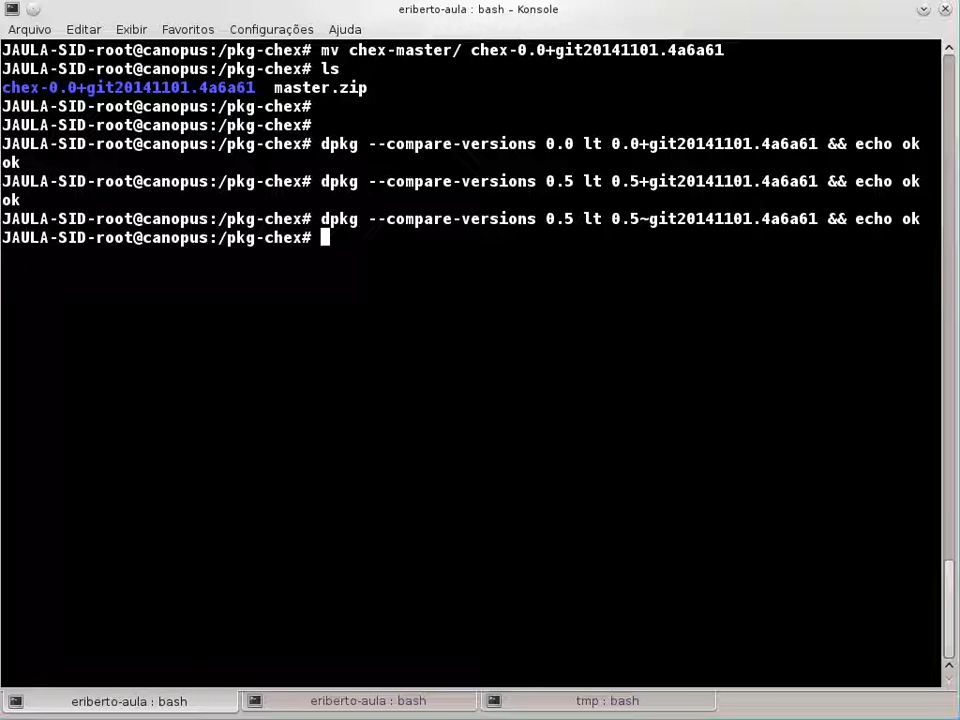 eriberto-aula : bash – Konsole
Arquivo Editar Exibir Favoritos Configurações Ajuda
JAULA-SID-root@canopus:/pkg-chex# mv chex-master/ chex-0.0+git20141101.4a6a61
JAULA-SID-root@canopus:/pkg-chex# ls
chex-0.0+git20141101.4a6a61  master.zip
JAULA-SID-root@canopus:/pkg-chex#
JAULA-SID-root@canopus:/pkg-chex#
JAULA-SID-root@canopus:/pkg-chex# dpkg --compare-versions 0.0 lt 0.0+git20141101.4a6a61 && echo ok
ok
JAULA-SID-root@canopus:/pkg-chex# dpkg --compare-versions 0.5 lt 0.5+git20141101.4a6a61 && echo ok
ok
JAULA-SID-root@canopus:/pkg-chex# dpkg --compare-versions 0.5 lt 0.5~git20141101.4a6a61 && echo ok
JAULA-SID-root@canopus:/pkg-chex#
eriberto-aula : bash eriberto-aula : bash tmp : bash